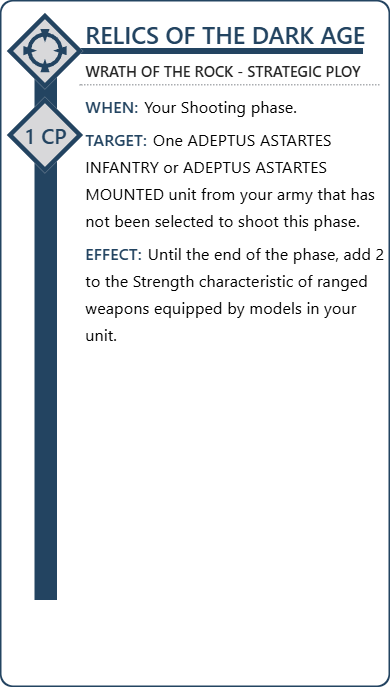 RELICS OF THE DARK AGE
WRATH OF THE ROCK - STRATEGIC PLOY
WHEN: Your Shooting phase.
1 CP
TARGET: One ADEPTUS ASTARTES
INFANTRY or ADEPTUS ASTARTES
MOUNTED unit from your army that has
not been selected to shoot this phase.
EFFECT: Until the end of the phase, add 2
to the Strength characteristic of ranged
weapons equipped by models in your
unit.